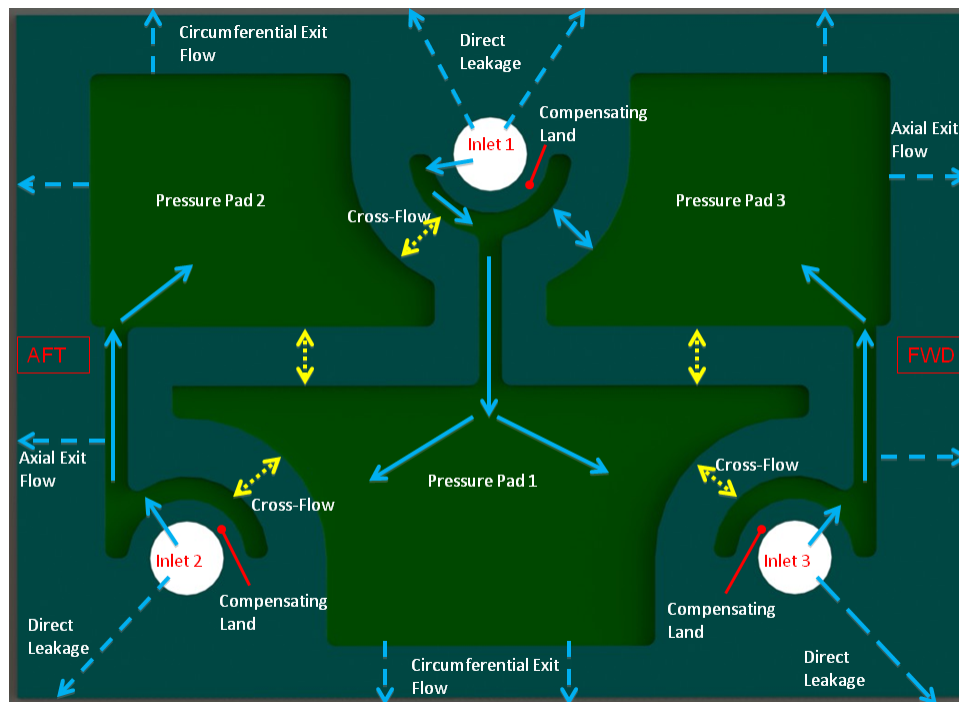 Circumferential Exit
Flow
Direct
Leakage
Compensating
Land
Inlet 1
Axial Exit
Flow
Pressure Pad 2
Pressure Pad 3
Cross-Flow
AFT
FWD
Axial Exit
Flow
Cross-Flow
Pressure Pad 1
Cross-Flow
Inlet 2
Inlet 3
Compensating
Land
Compensating
Land
Direct
Leakage
Circumferential Exit
Flow
Direct
Leakage